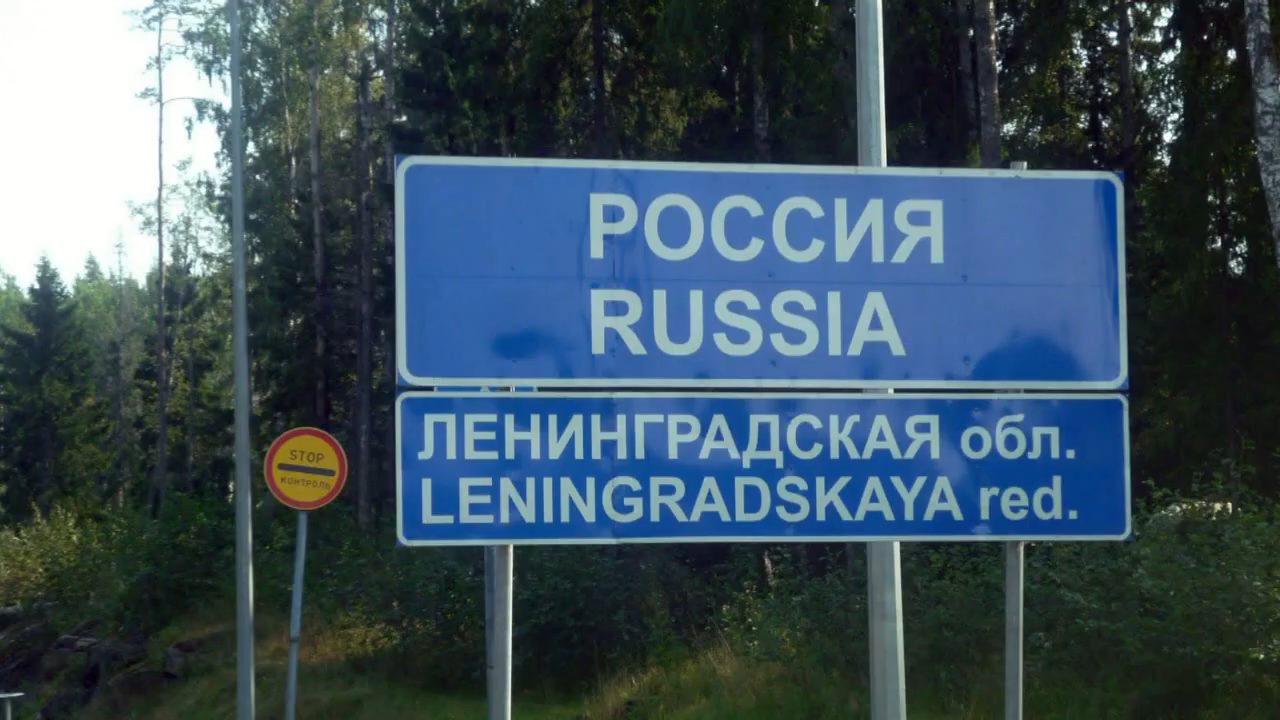 РОССИЯ
RUSSIA
ЛЕНИНГРАДСКАЯ обл.
LENINGRADSKAYA red.
STOP
КОНТРОЛЬ